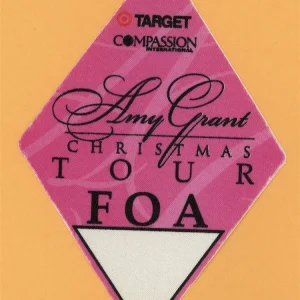 TARGET
COMPASSION
INTERNATIONAL
Amy Grant
CHRISTMAS
TOUR
FOA